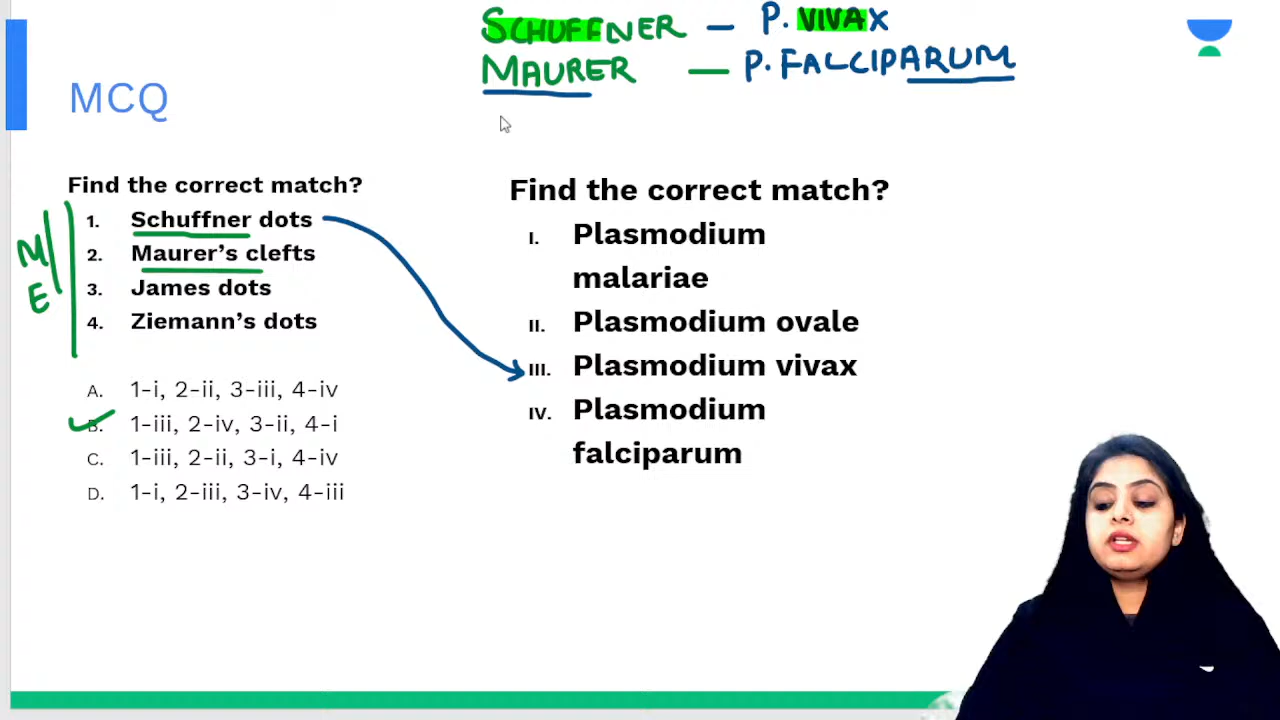 SCHUFFNER — P. VIVAX
MAURER — P. FALCIPARUM
MCQ
Find the correct match?
1. Schuffner dots
2. Maurer's clefts
3. James dots
4. Ziemann's dots
M
E
A. 1-i, 2-ii, 3-iii, 4-iv
B. 1-iii, 2-iv, 3-ii, 4-i
C. 1-iii, 2-ii, 3-i, 4-iv
D. 1-i, 2-iii, 3-iv, 4-iii
Find the correct match?
I. Plasmodium
malariae
II. Plasmodium ovale
III. Plasmodium vivax
IV. Plasmodium
falciparum